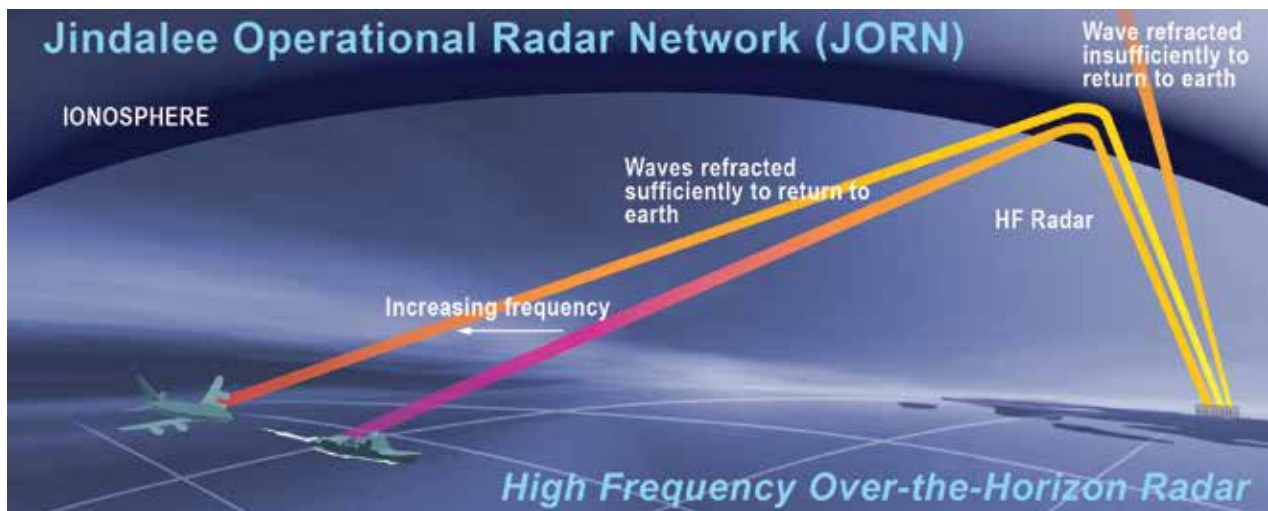 Jindalee Operational Radar Network (JORN)
Wave refracted
insufficiently to
return to earth
IONOSPHERE
Waves refracted
sufficiently to return to
earth
HF Radar
Increasing frequency
High Frequency Over-the-Horizon Radar